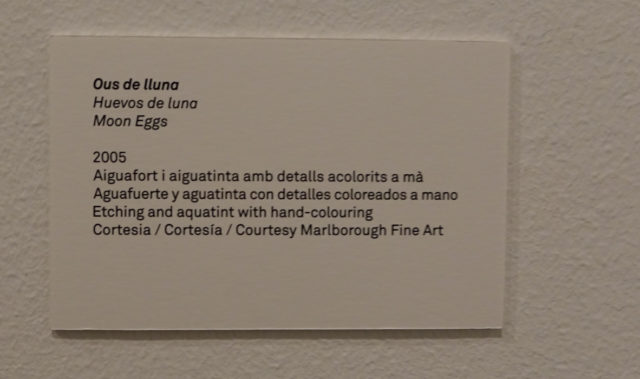 Ous de lluna
Huevos de luna
Moon Eggs
2005
Aiguafort i aiguatinta amb detalls acolorits a mà
Aguafuerte y aguatinta con detalles coloreados a mano
Etching and aquatint with hand-colouring
Cortesia / Cortesía / Courtesy Marlborough Fine Art